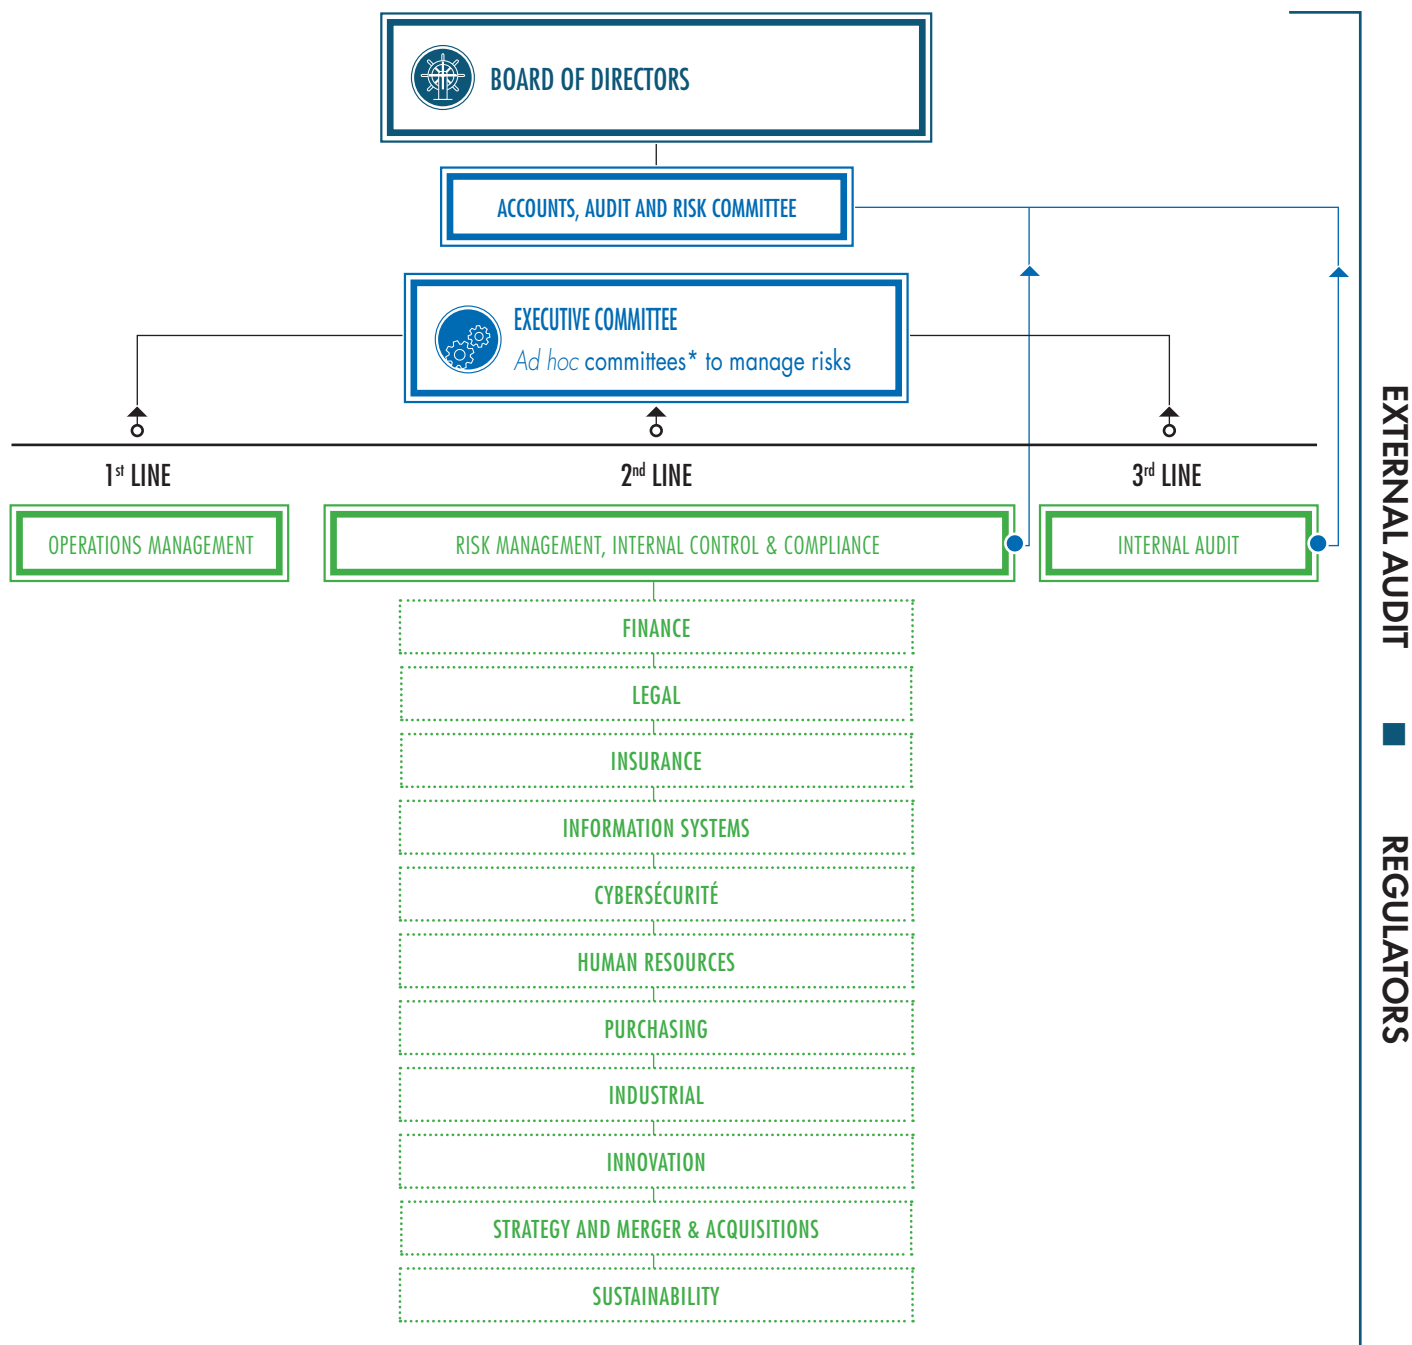 BOARD OF DIRECTORS
ACCOUNTS, AUDIT AND RISK COMMITTEE
EXECUTIVE COMMITTEE
Ad hoc committees* to manage risks
1st LINE
2nd LINE
3rd LINE
OPERATIONS MANAGEMENT
RISK MANAGEMENT, INTERNAL CONTROL & COMPLIANCE
INTERNAL AUDIT
FINANCE
LEGAL
INSURANCE
INFORMATION SYSTEMS
CYBERSÉCURITÉ
HUMAN RESOURCES
PURCHASING
INDUSTRIAL
INNOVATION
STRATEGY AND MERGER & ACQUISITIONS
SUSTAINABILITY
EXTERNAL AUDIT ■ REGULATORS